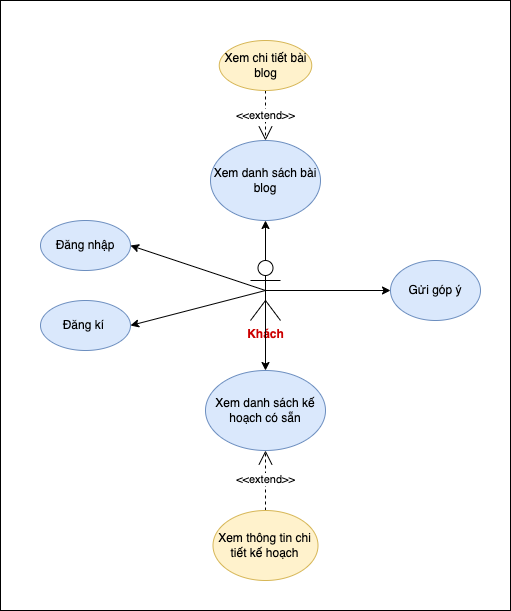 Xem chi tiết bài
blog
<<extend>>
Xem danh sách bài
blog
Đăng nhập
Gửi góp ý
Đăng kí
Khách
Xem danh sách kế
hoạch có sẵn
<<extend>>
Xem thông tin chi
tiết kế hoạch